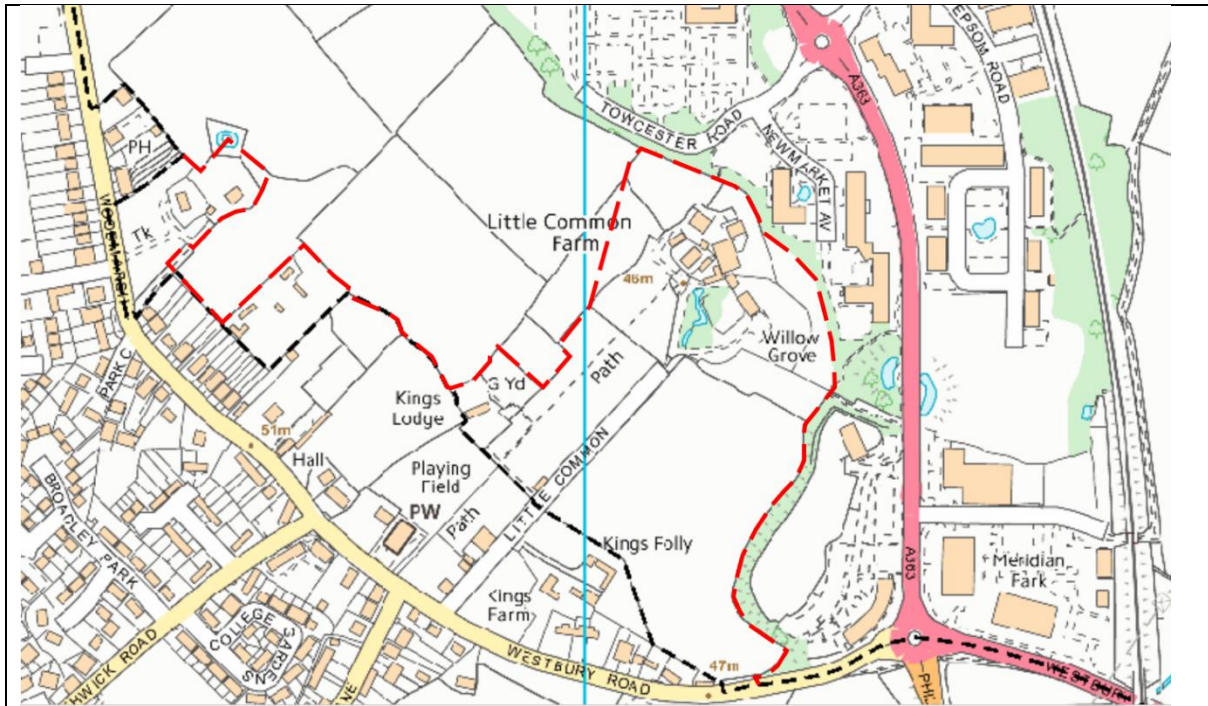 EPSOM ROAD
A363
TOWCESTER ROAD
NEWMARKET AV
PH
Tk
Little Common
Farm
46m
Willow
Grove
PARK C
G Yd
Path
Kings
Lodge
51m
Hall
Playing
Field
PW
Path
LITTLE COMMON
BROADLEY PARK
Kings Folly
A363
Meridian
Park
Kings
Farm
COLLEGE
GARDENS
WESTBURY ROAD
47m